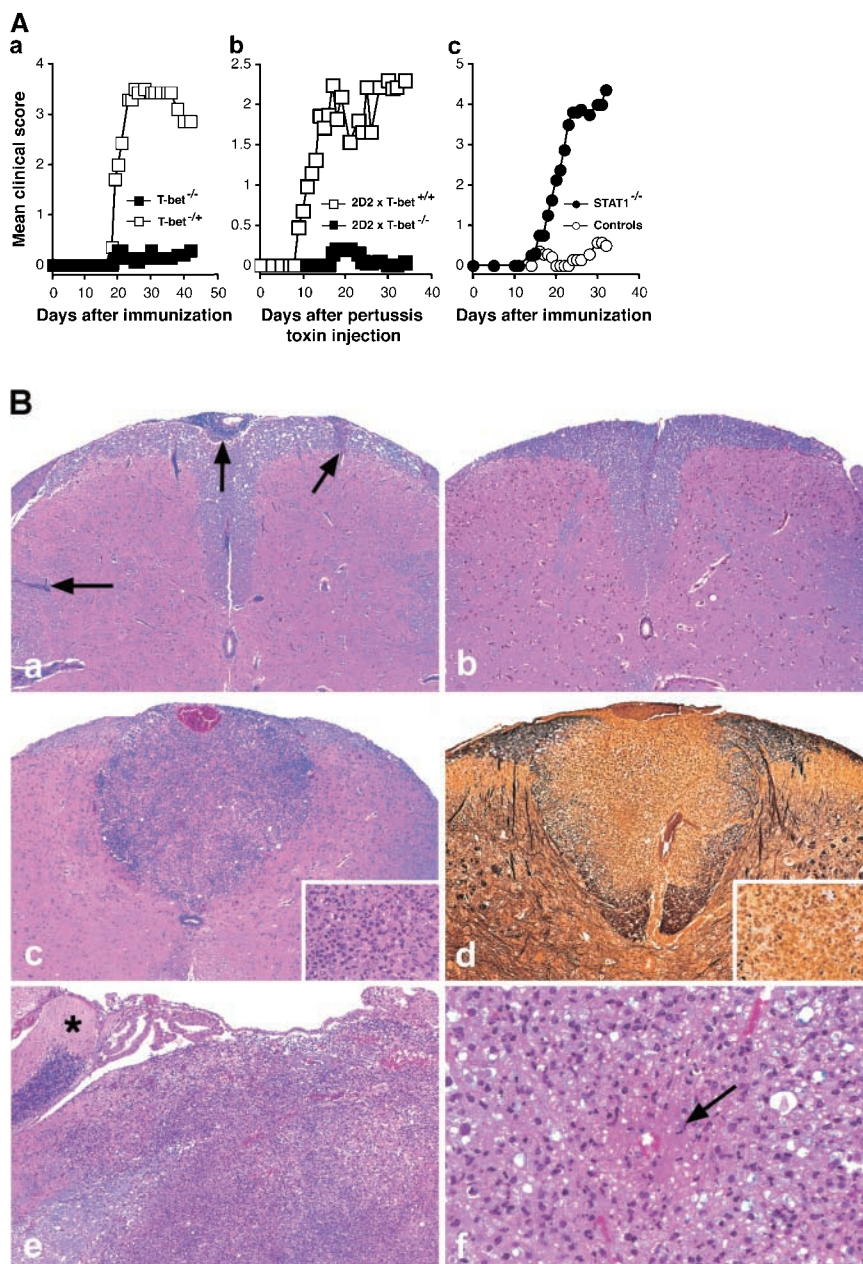 A
a
b
c
Mean clinical score
4
3
2
1
0
T-bet-/-
T-bet-/+
0 10 20 30 40 50
Days after immunization
2.5
2
1.5
1
0.5
0
2D2 x T-bet+/+
2D2 x T-bet-/-
0 10 20 30 40
Days after pertussis
toxin injection
5
4
3
2
1
0
STAT1-/-
Controls
0 10 20 30 40
Days after immunization
B
a
b
c
d
*
e
f